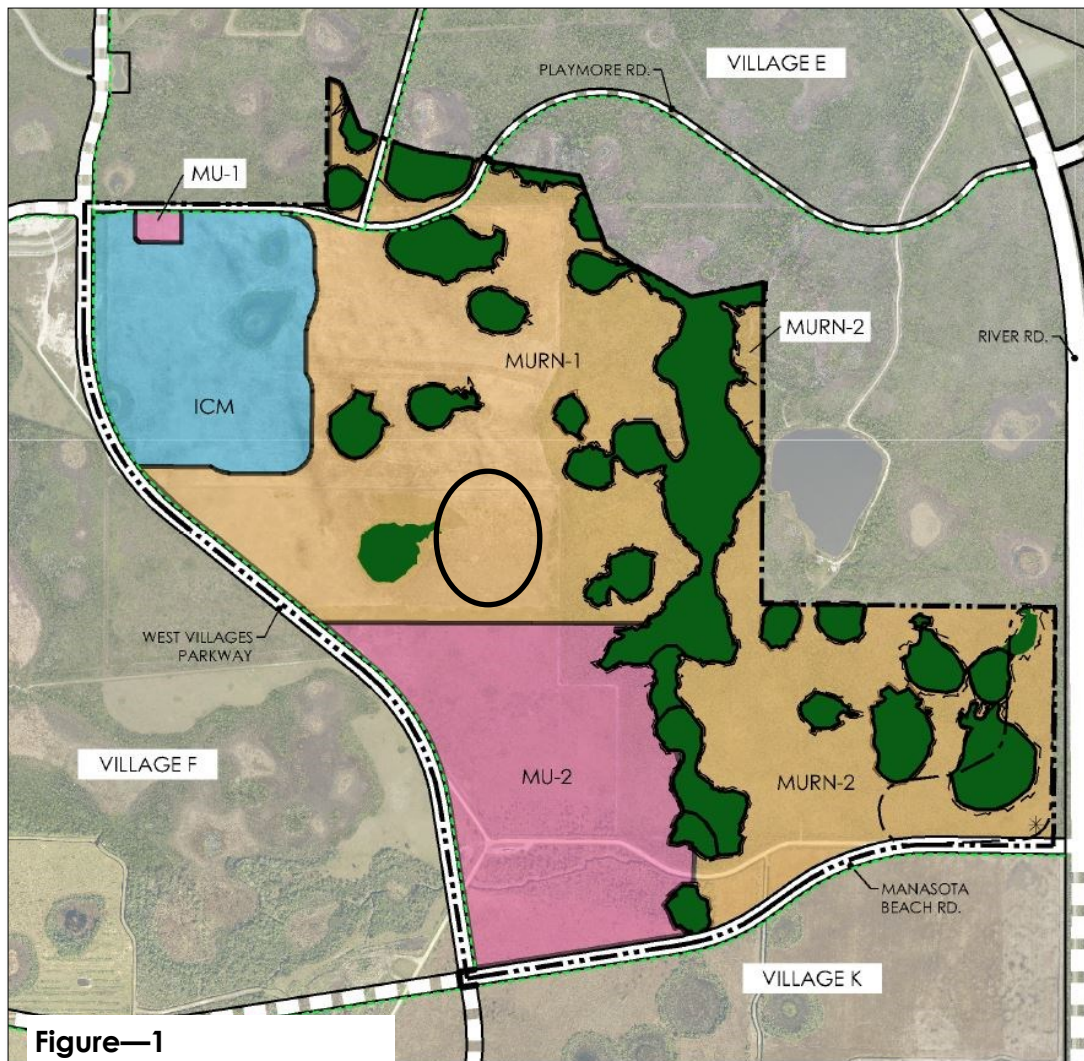 VILLAGE E
PLAYMORE RD.
MU-1
MURN-2
RIVER RD.
MURN-1
ICM
WEST VILLAGES
PARKWAY
VILLAGE F
MU-2
MURN-2
MANASOTA
BEACH RD.
VILLAGE K
Figure—1